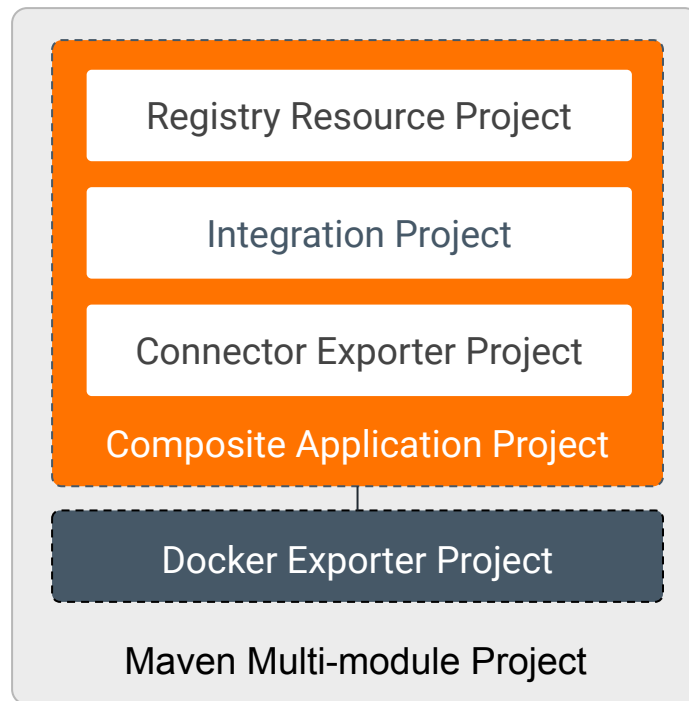 Registry Resource Project
Integration Project
Connector Exporter Project
Composite Application Project
Docker Exporter Project
Maven Multi-module Project